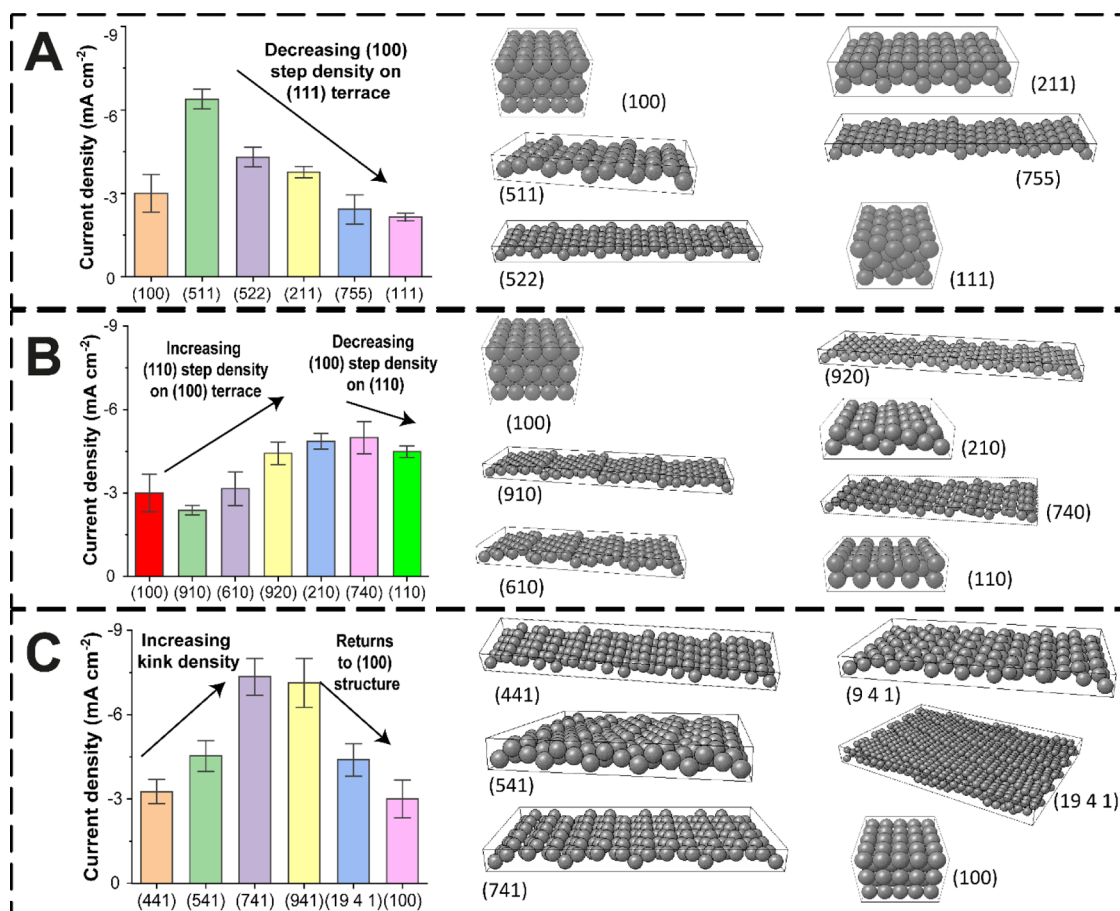 A
Current density (mA cm⁻²)
-9
-6
-3
0
Decreasing (100)
step density on
(111) terrace
(100)
(511)
(522)
(211)
(755)
(111)
(100)
(511)
(522)
(211)
(755)
(111)
B
Current density (mA cm⁻²)
-9
-6
-3
0
Increasing
(110) step density
on (100) terrace
Decreasing
(100) step density
on (110)
(100)
(910)
(610)
(920)
(210)
(740)
(110)
(100)
(910)
(610)
(920)
(210)
(740)
(110)
C
Current density (mA cm⁻²)
-9
-6
-3
0
Increasing
kink density
Returns
to (100)
structure
(441)
(541)
(741)
(941)
(19 4 1)
(100)
(441)
(541)
(741)
(9 4 1)
(19 4 1)
(100)